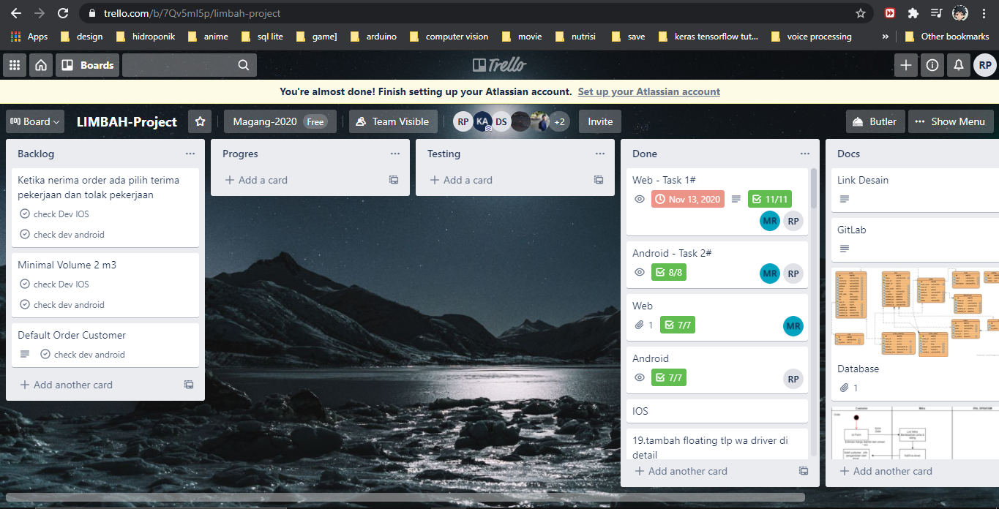 trello.com/b/7Qv5ml5p/limbah-project
Apps design hidroponik anime sql lite game] arduino computer vision movie nutrisi save keras tensorflow tut... voice processing » Other bookmarks
Boards Trello RP
You're almost done! Finish setting up your Atlassian account. Set up your Atlassian account
Board LIMBAH-Project Magang-2020 Free Team Visible RP KA DS +2 Invite Butler ... Show Menu
Backlog ...
Ketika nerima order ada pilih terima
pekerjaan dan tolak pekerjaan
check Dev IOS
check dev android
Minimal Volume 2 m3
check Dev IOS
check dev android
Default Order Customer
check dev android
+ Add another card
Progres ...
+ Add a card
Testing ...
+ Add a card
Done ...
Web - Task 1#
Nov 13, 2020 11/11
MR RP
Android - Task 2#
8/8 MR RP
Web
1 7/7 MR
Android
7/7 RP
IOS
19.tambah floating tlp wa driver di
detail
+ Add another card
Docs
Link Desain
GitLab
Database
1
Customer Mitra
Order
+ Add another card